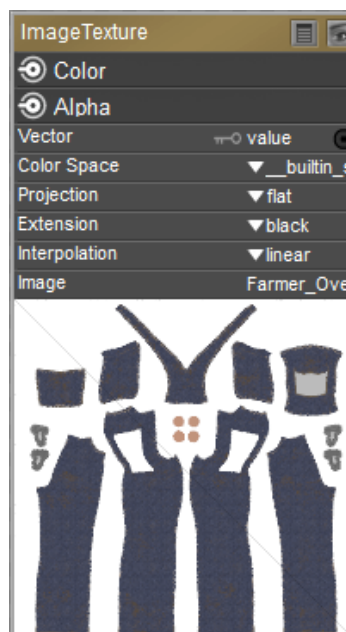 ImageTexture
Color
Alpha
Vector value
Color Space __builtin_s
Projection flat
Extension black
Interpolation linear
Image Farmer_Ove